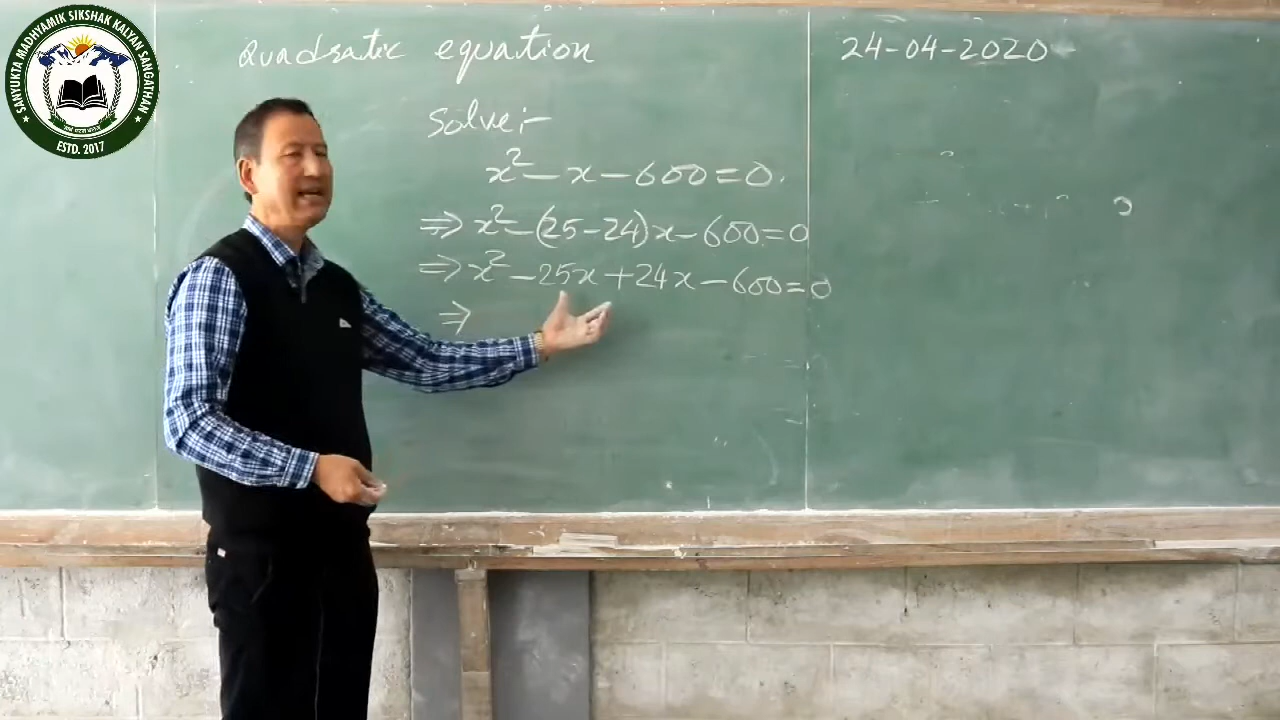 SANYUKTA MADHYAMIK SIKSHAK KALYAN SANGATHAN
ESTD. 2017
Quadratic equation
24-04-2020
Solve:-
x² - x - 600 = 0.
⇒ x² - (25 - 24)x - 600 = 0
⇒ x² - 25x + 24x - 600 = 0
⇒